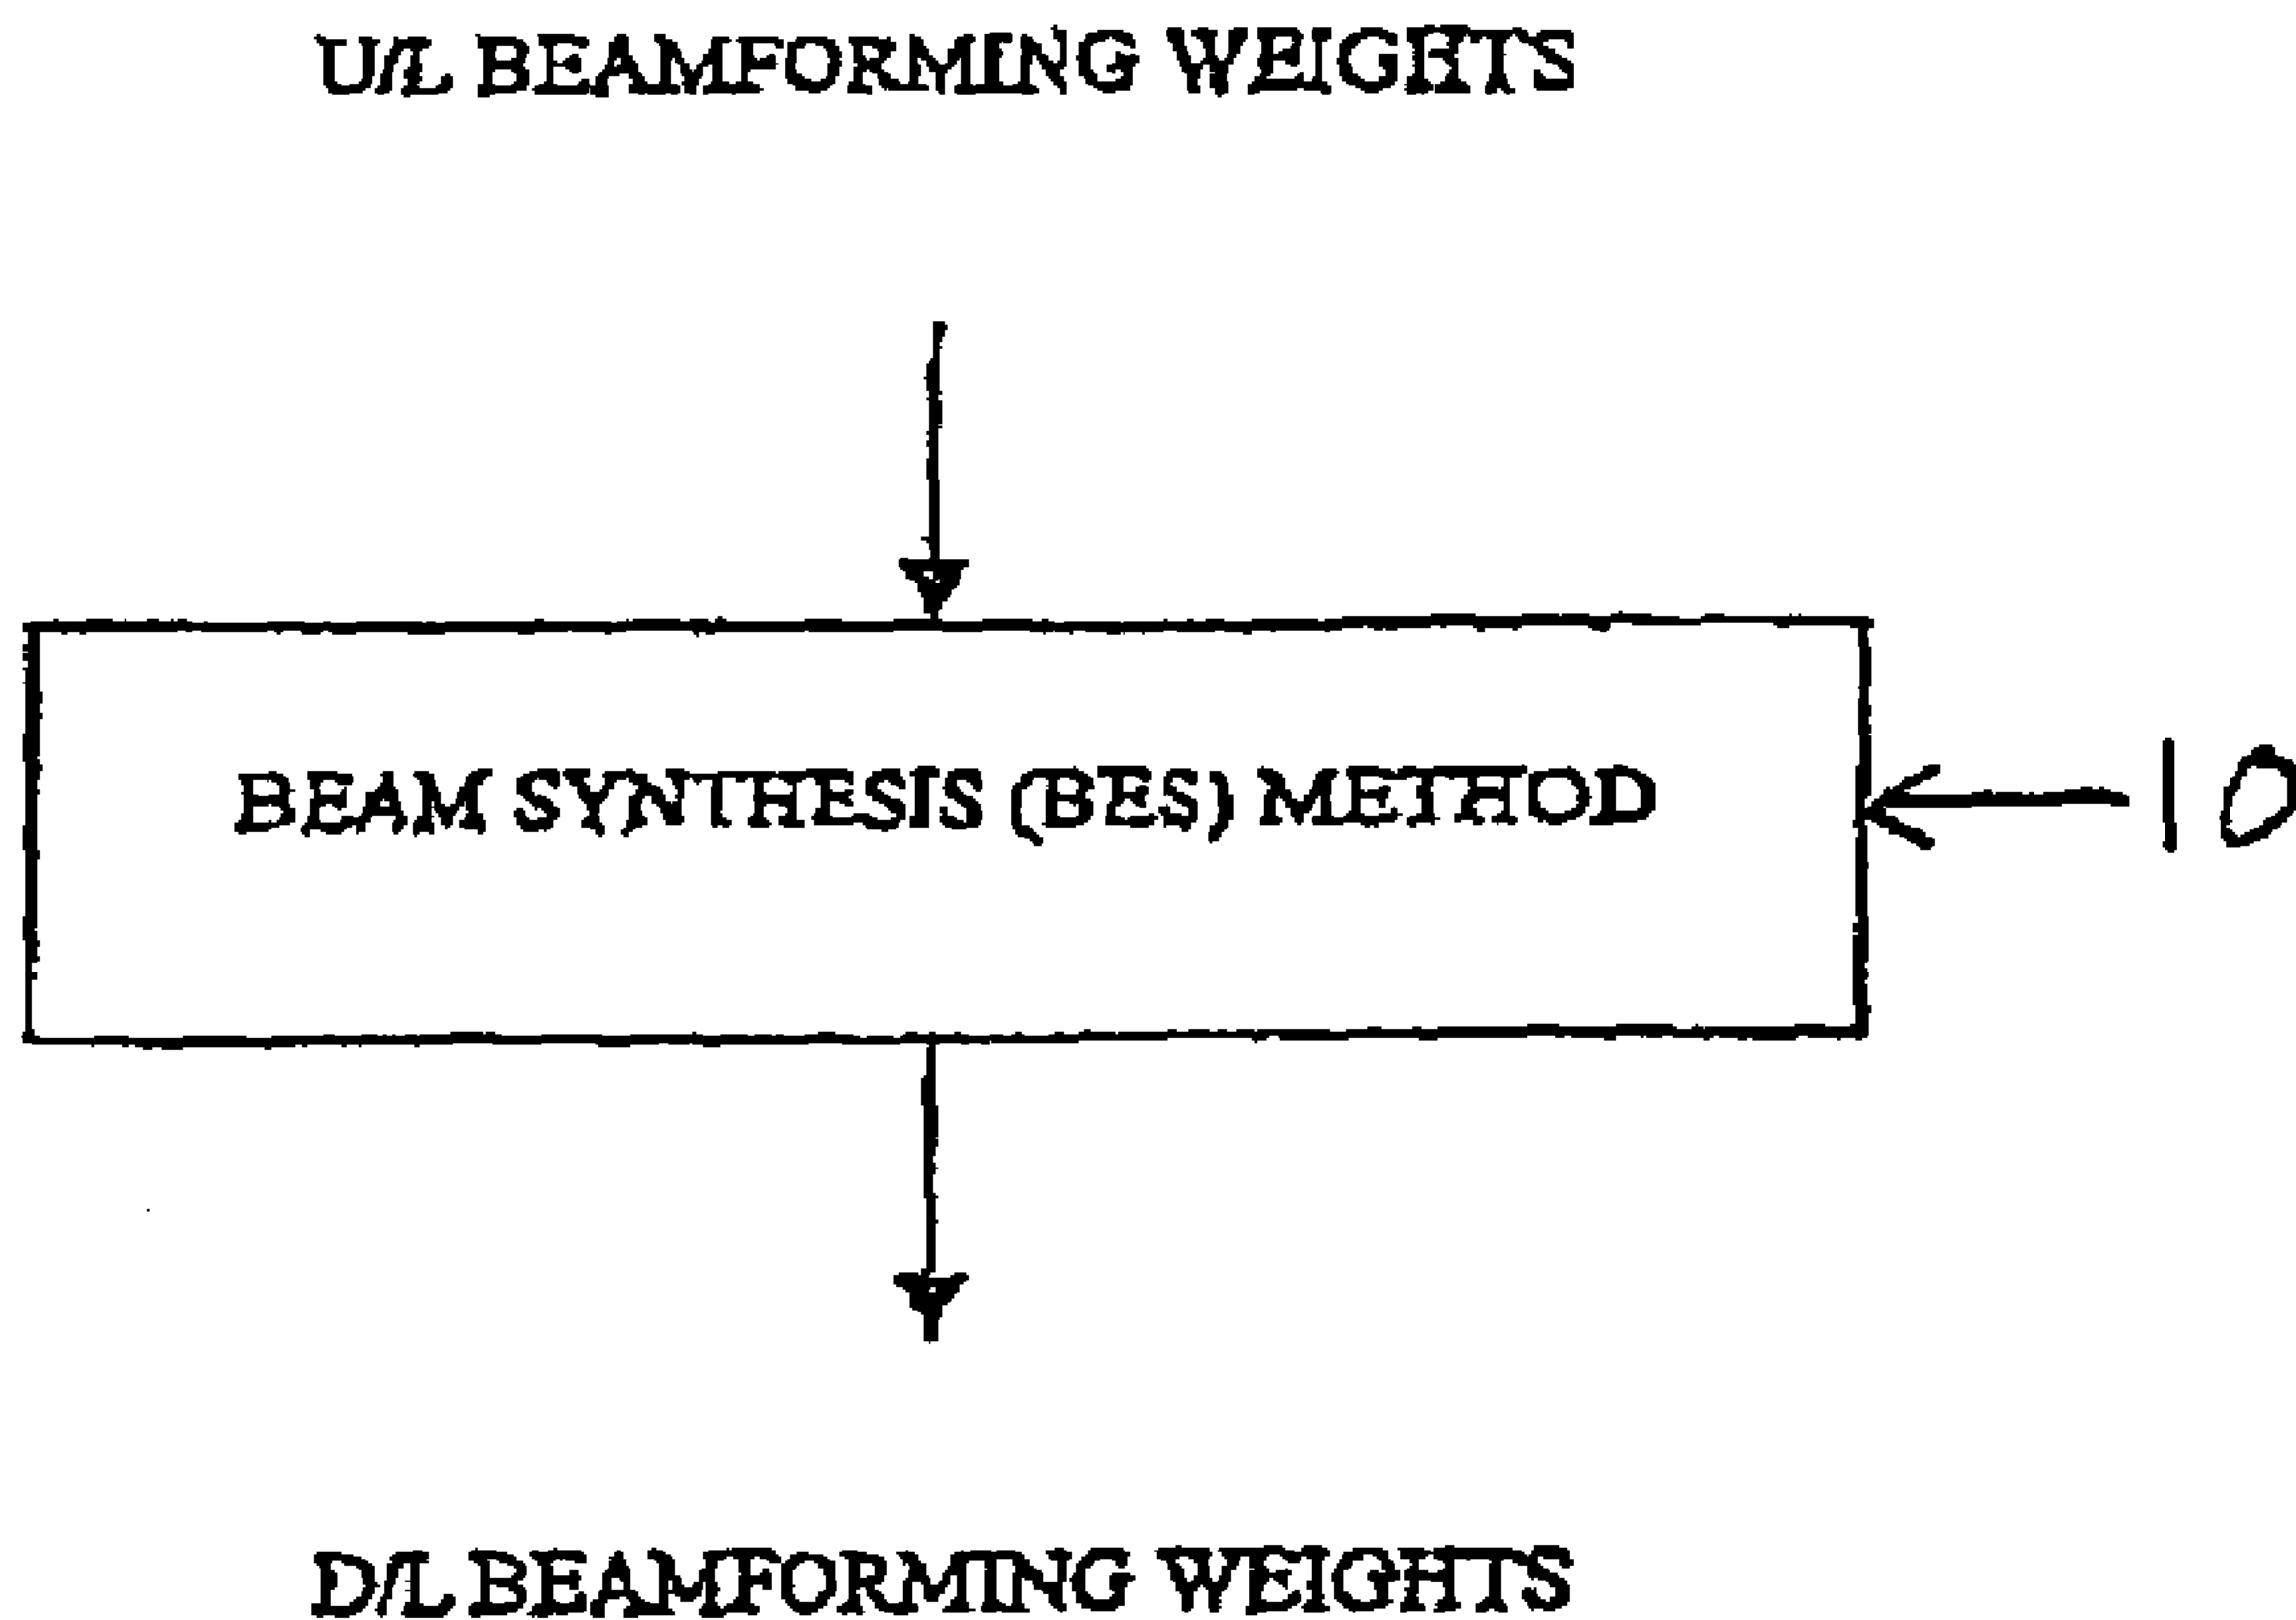 U/L BEAMFORMING WEIGHTS
BEAM SYNTHESIS (BES) METHOD
10
D/L BEAMFORMING WEIGHTS